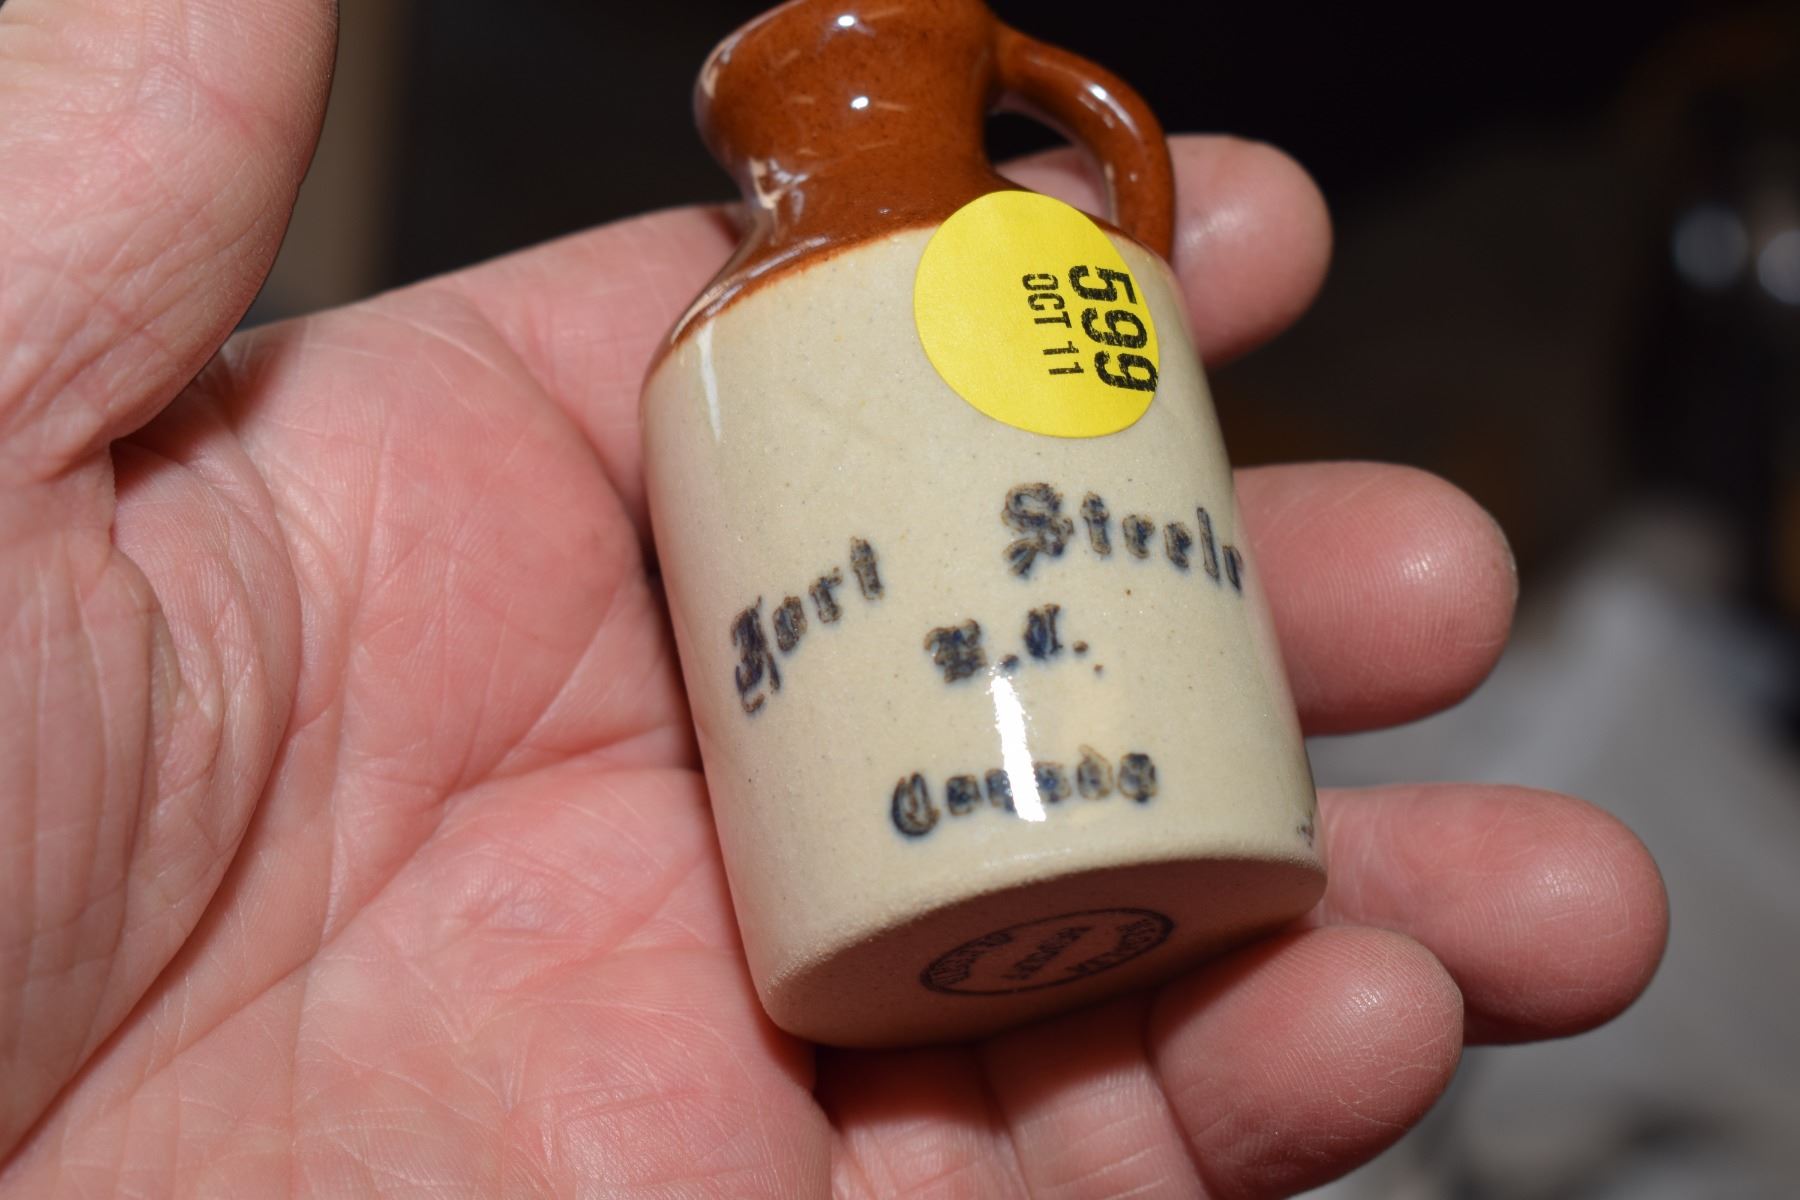 599
OCT 11
Fort Steele
B.C.
Canada